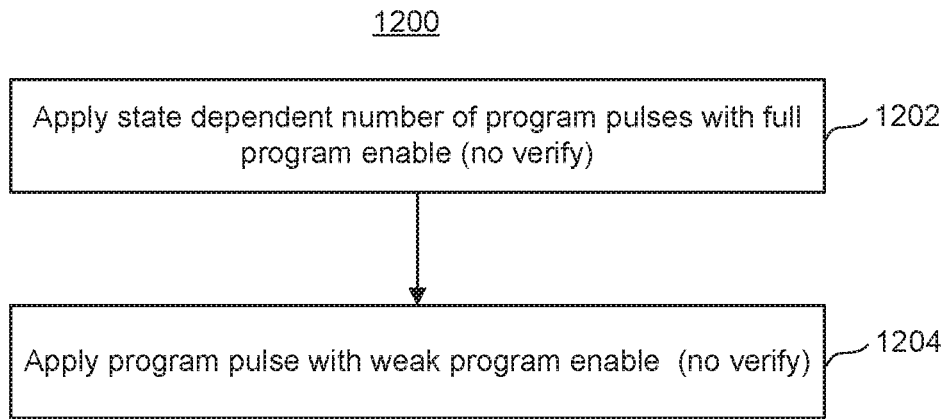 1200
Apply state dependent number of program pulses with full
program enable (no verify)
1202
Apply program pulse with weak program enable (no verify)
1204